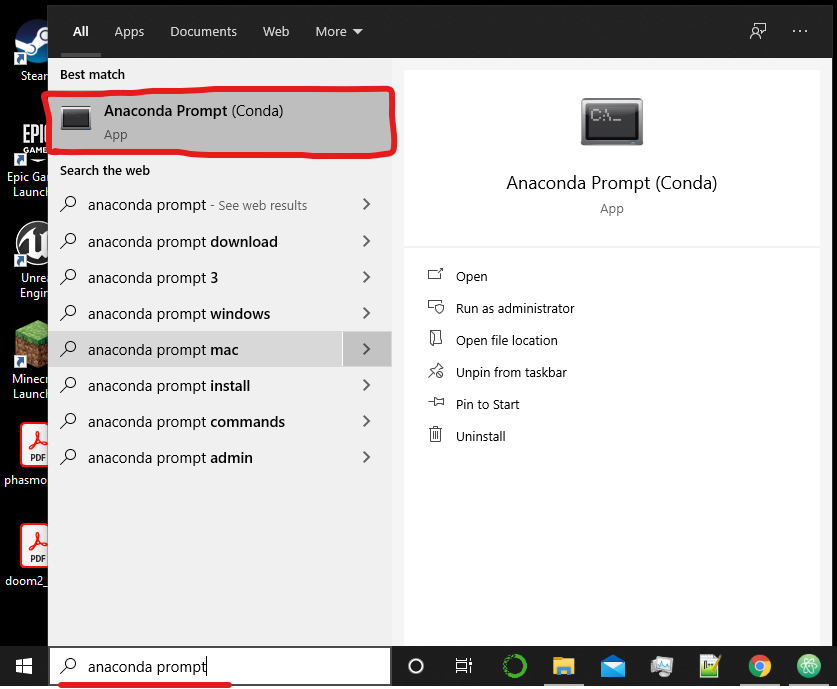 All Apps Documents Web More
Best match
Anaconda Prompt (Conda)
App
Search the web
anaconda prompt - See web results
anaconda prompt download
anaconda prompt 3
anaconda prompt windows
anaconda prompt mac
anaconda prompt install
anaconda prompt commands
anaconda prompt admin
C:\_
Anaconda Prompt (Conda)
App
Open
Run as administrator
Open file location
Unpin from taskbar
Pin to Start
Uninstall
Stear
EPIC
GAME
Epic Ga
Launch
Unre
Engin
Minec
Launch
PDF
phasmo
PDF
doom2_
anaconda prompt